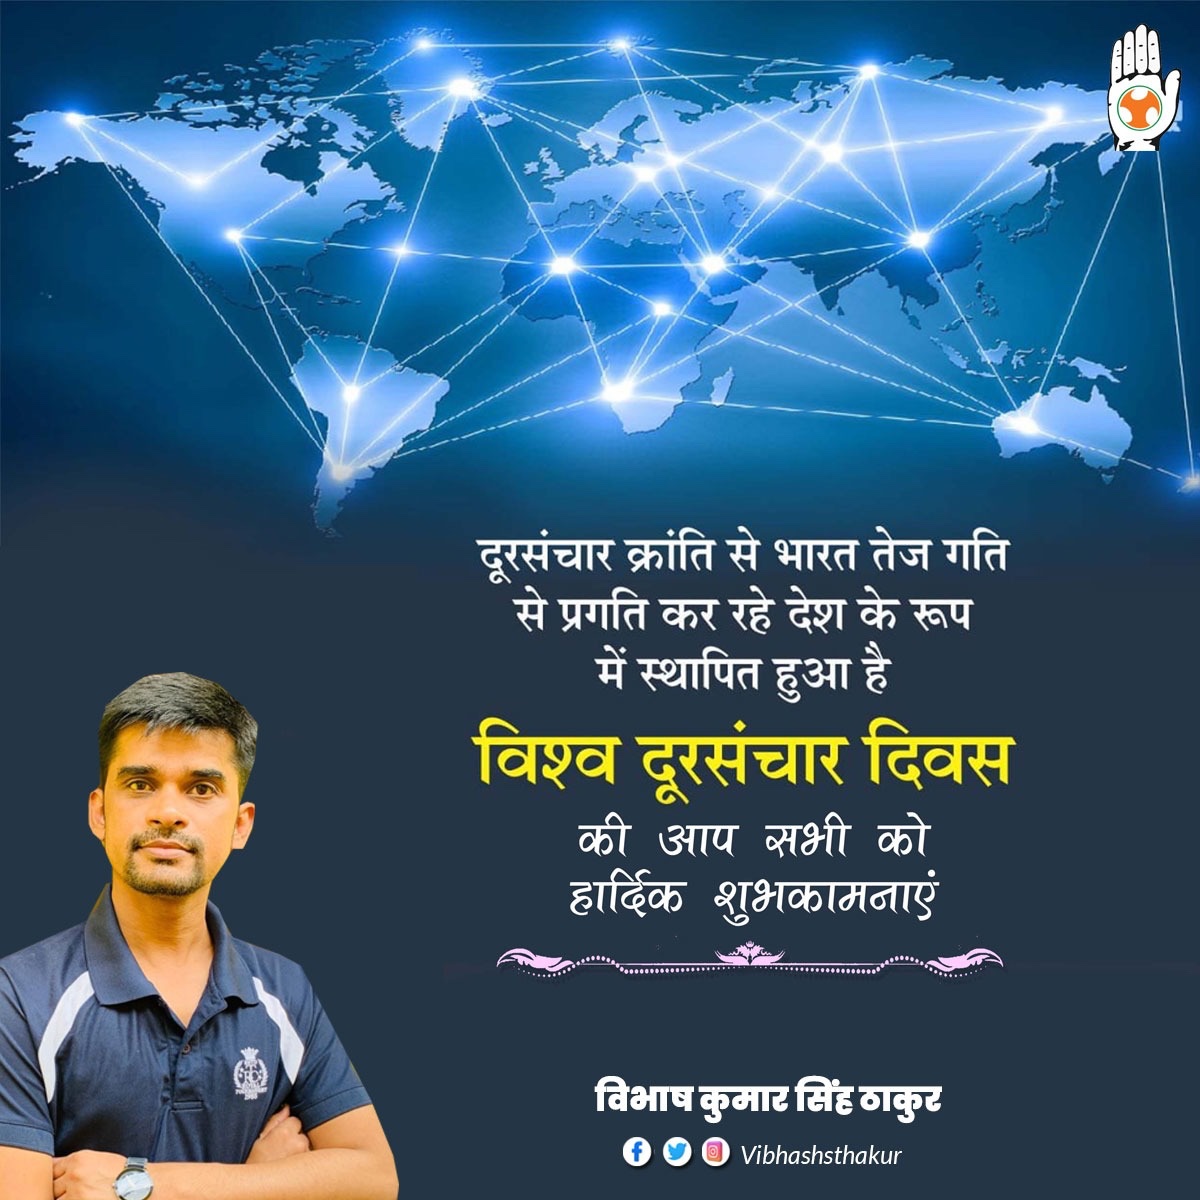 दूरसंचार क्रांति से भारत तेज गति
से प्रगति कर रहे देश के रूप
में स्थापित हुआ है
विश्व दूरसंचार दिवस
की आप सभी को
हार्दिक शुभकामनाएं
विभाष कुमार सिंह ठाकुर
Vibhashsthakur